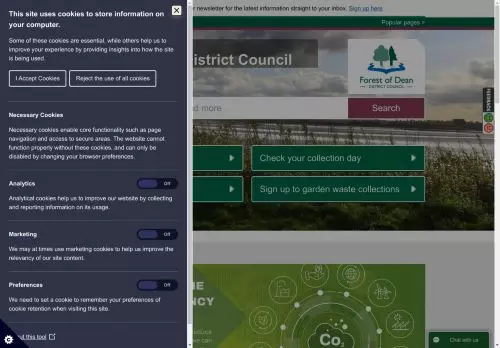 This site uses cookies to store information on
your computer.
newsletter for the latest information straight to your inbox. Sign up here
Some of these cookies are essential, while others help us to
improve your experience by providing insights into how the site
is being used.
Popular pages >
I Accept Cookies
Reject the use of all cookies
District Council
Forest of Dean
DISTRICT COUNCIL
Search
FEEDBACK
Necessary Cookies
Necessary cookies enable core functionality such as page
navigation and access to secure areas. The website cannot
function properly without these cookies, and can only be
disabled by changing your browser preferences.
Check your collection day
Sign up to garden waste collections
Analytics
Off
Analytical cookies help us to improve our website by collecting
and reporting information on its usage.
Marketing
Off
We may at times use marketing cookies to help us improve the
relevancy of our site content.
Preferences
Off
We need to set a cookie to remember your preferences of
cookie retention when visiting this site.
this tool
Chat with us